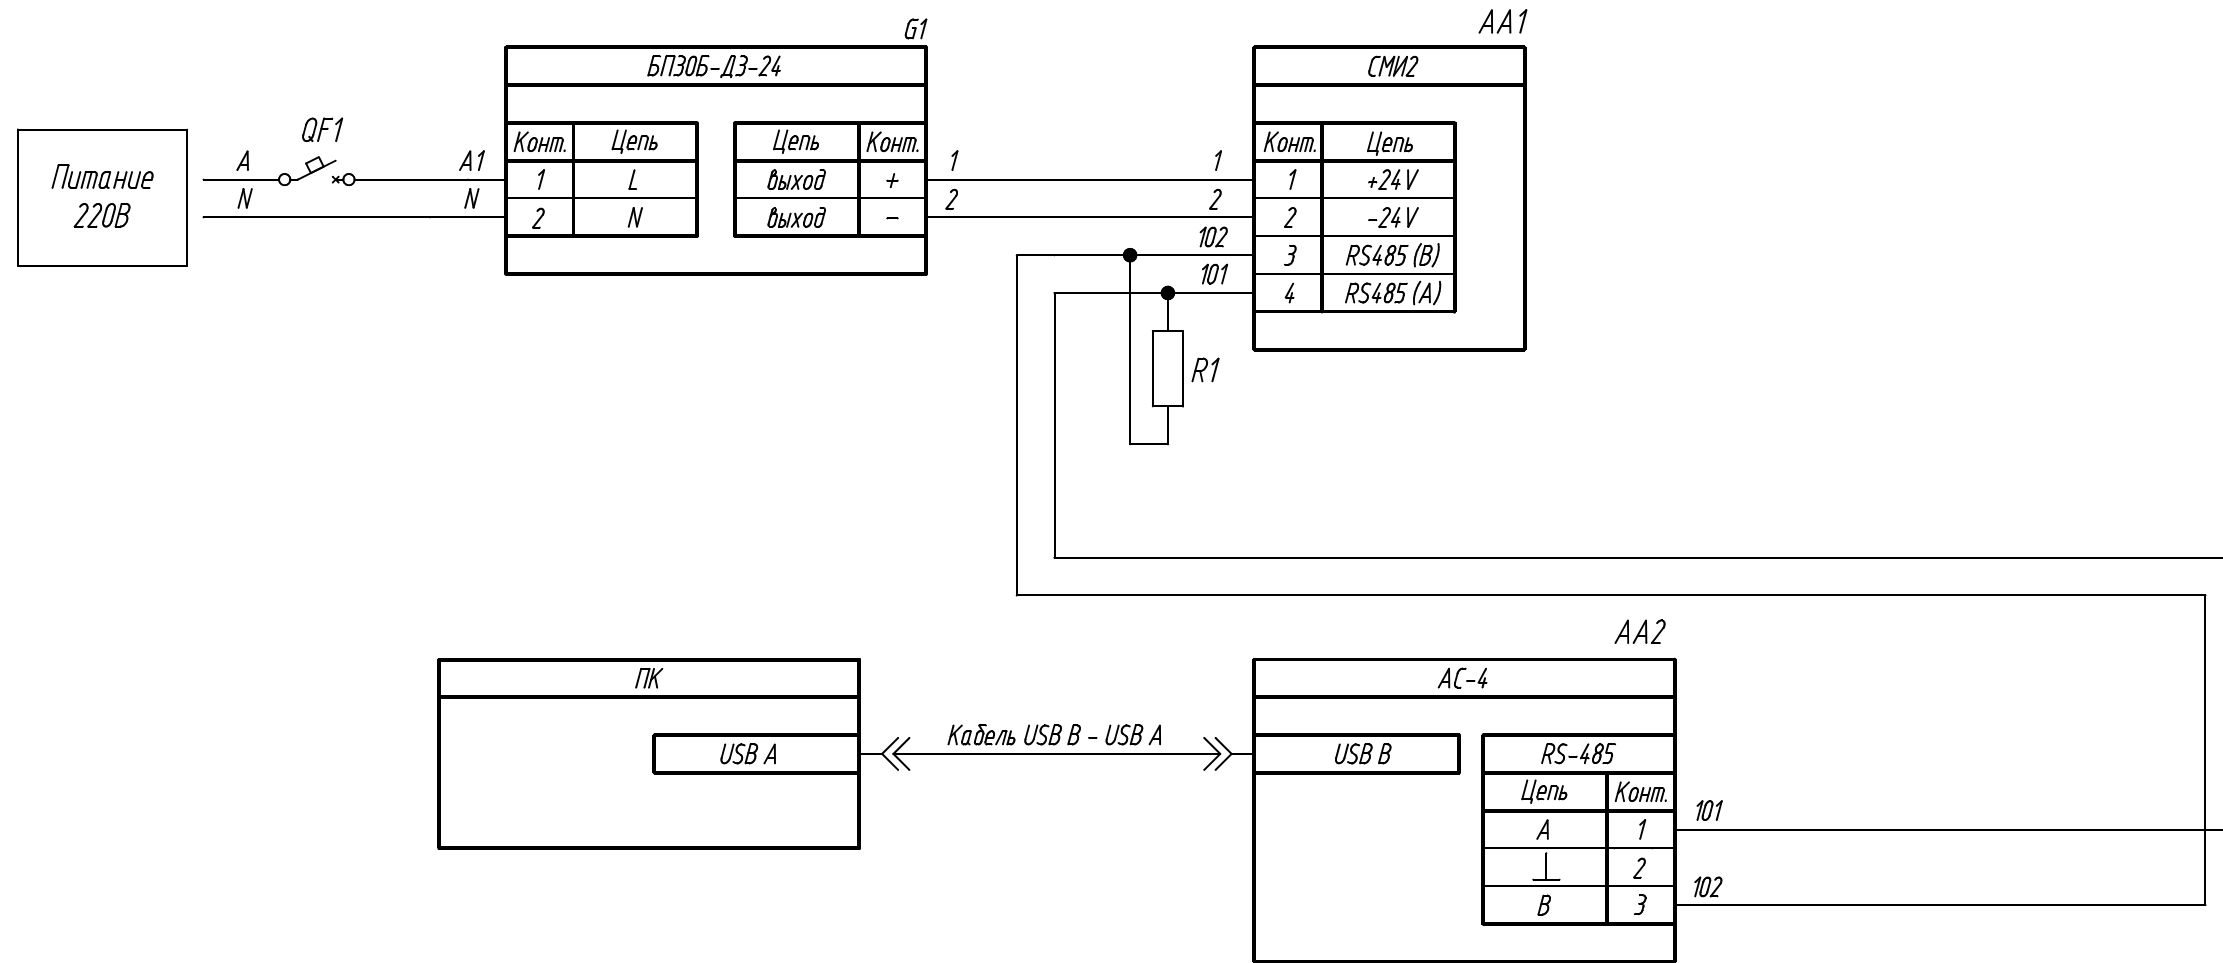 G1
AA1
БП30Б-Д3-24
СМИ2
QF1
Питание
220В
A
N
A1
N
Конт. Цепь
1 L
2 N
Цепь Конт.
выход +
выход −
1
2
1
2
102
101
Конт. Цепь
1 +24V
2 -24V
3 RS485 (B)
4 RS485 (A)
R1
AA2
ПК
АС-4
USB A
Кабель USB B - USB A
USB B
RS-485
Цепь Конт.
A 1
2
B 3
101
102